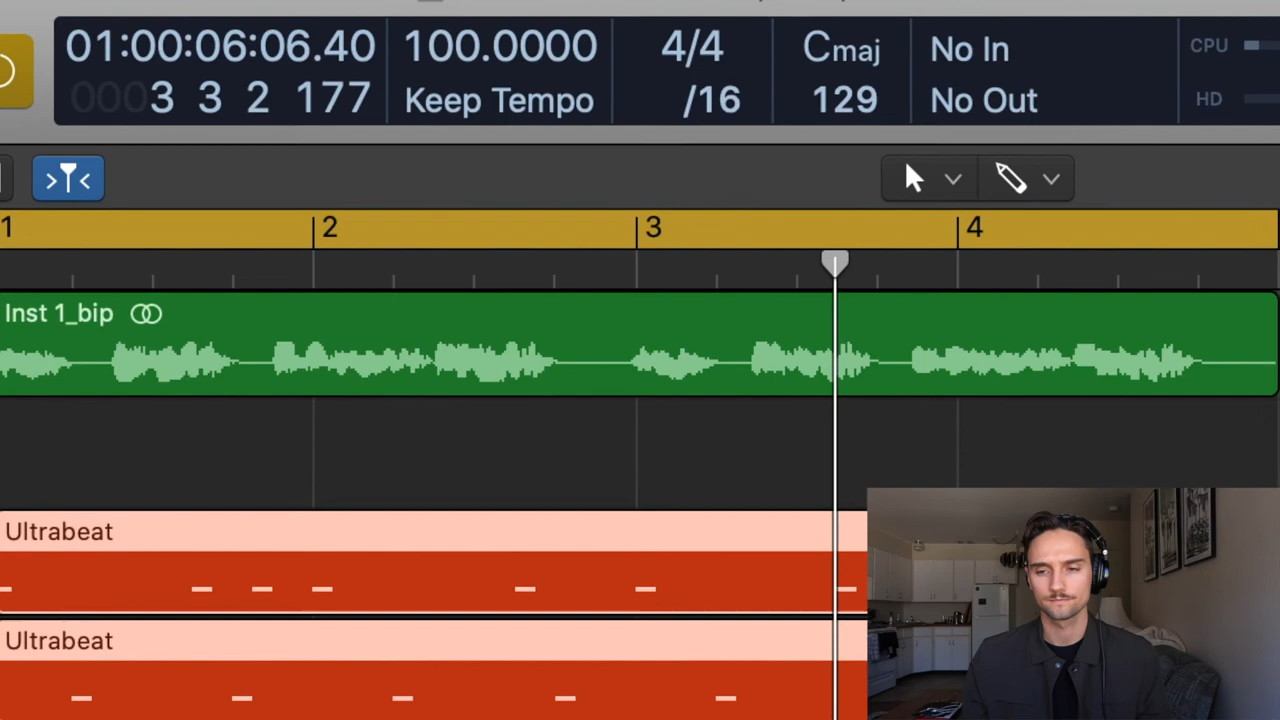 01:00:06:06.40
0003 3 2 177
100.0000
Keep Tempo
4/4
/16
Cmaj
129
No In
No Out
CPU
HD
1
2
3
4
Inst 1_bip
Ultrabeat
Ultrabeat